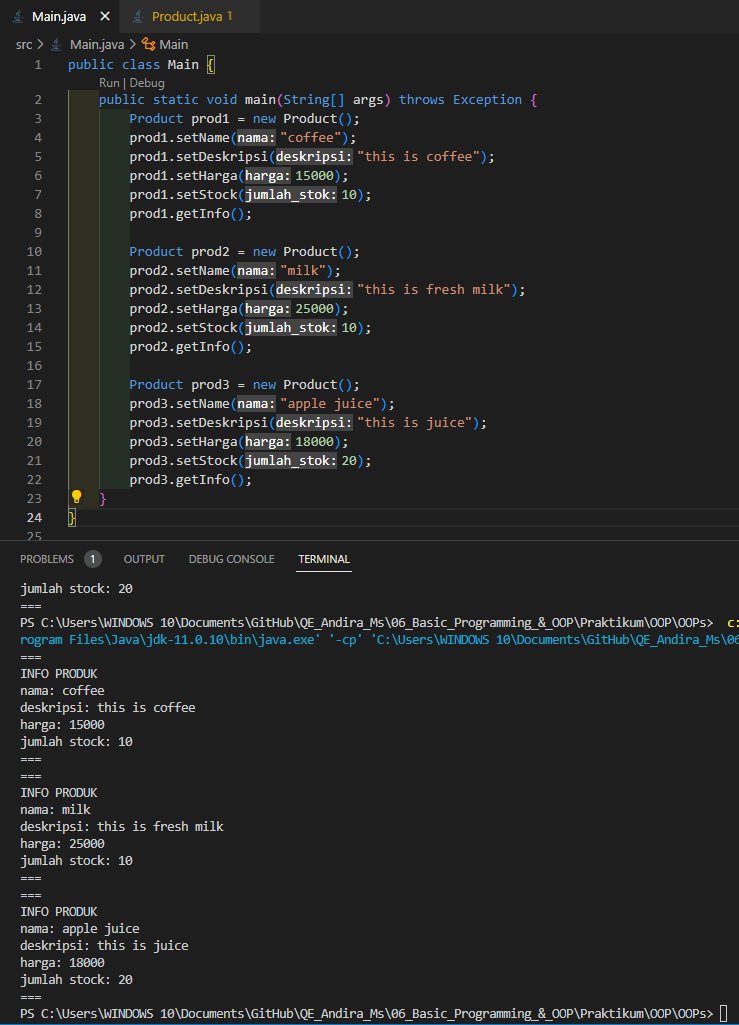 Main.java ×   Product.java 1
src > Main.java > Main
1 public class Main {
Run | Debug
2     public static void main(String[] args) throws Exception {
3         Product prod1 = new Product();
4         prod1.setName(nama: "coffee");
5         prod1.setDeskripsi(deskripsi: "this is coffee");
6         prod1.setHarga(harga: 15000);
7         prod1.setStock(jumlah_stok: 10);
8         prod1.getInfo();
9
10         Product prod2 = new Product();
11         prod2.setName(nama: "milk");
12         prod2.setDeskripsi(deskripsi: "this is fresh milk");
13         prod2.setHarga(harga: 25000);
14         prod2.setStock(jumlah_stok: 10);
15         prod2.getInfo();
16
17         Product prod3 = new Product();
18         prod3.setName(nama: "apple juice");
19         prod3.setDeskripsi(deskripsi: "this is juice");
20         prod3.setHarga(harga: 18000);
21         prod3.setStock(jumlah_stok: 20);
22         prod3.getInfo();
23     }
24 }
25
PROBLEMS 1   OUTPUT   DEBUG CONSOLE   TERMINAL
jumlah stock: 20
===
PS C:\Users\WINDOWS 10\Documents\GitHub\QE_Andira_Ms\06_Basic_Programming_&_OOP\Praktikum\OOP\OOPs>  c:
rogram Files\Java\jdk-11.0.10\bin\java.exe' '-cp' 'C:\Users\WINDOWS 10\Documents\GitHub\QE_Andira_Ms\06
===
INFO PRODUK
nama: coffee
deskripsi: this is coffee
harga: 15000
jumlah stock: 10
===
===
INFO PRODUK
nama: milk
deskripsi: this is fresh milk
harga: 25000
jumlah stock: 10
===
===
INFO PRODUK
nama: apple juice
deskripsi: this is juice
harga: 18000
jumlah stock: 20
===
PS C:\Users\WINDOWS 10\Documents\GitHub\QE_Andira_Ms\06_Basic_Programming_&_OOP\Praktikum\OOP\OOPs>